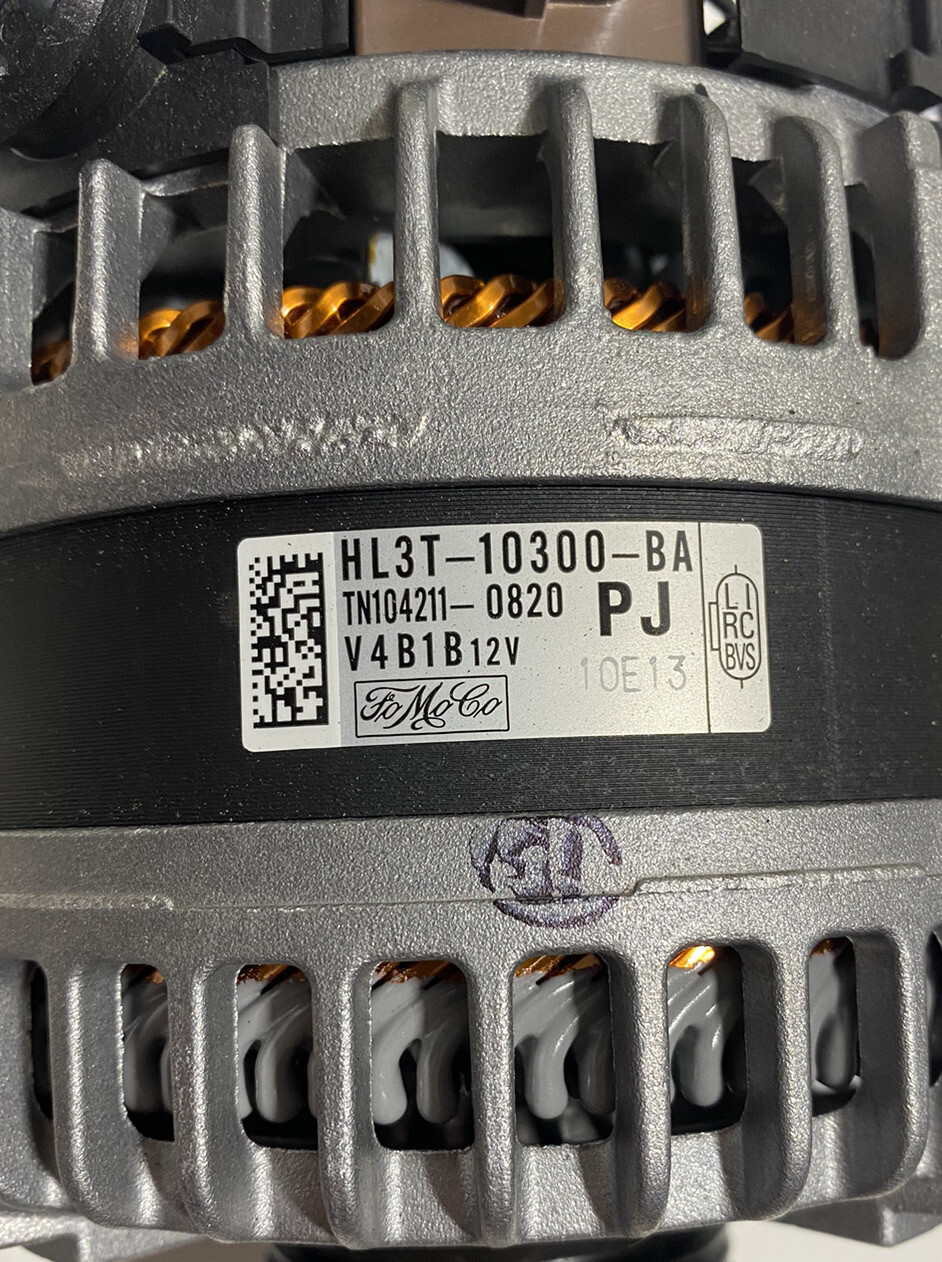 HL3T-10300-BA
TN104211-0820 PJ
V4B1B 12V
10E13
FoMoCo
LI
RC
BVS